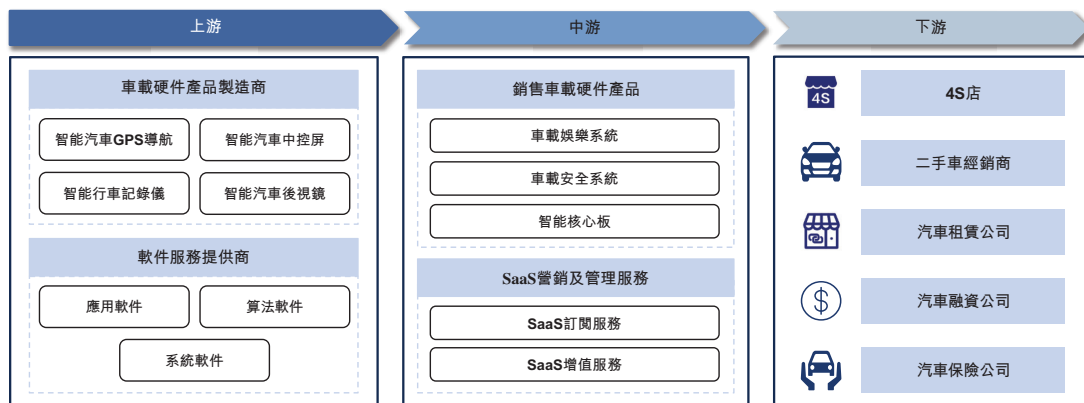 上游
中游
下游
車載硬件產品製造商
智能汽車GPS導航
智能汽車中控屏
智能行車記錄儀
智能汽車後視鏡
軟件服務提供商
應用軟件
算法軟件
系統軟件
銷售車載硬件產品
車載娛樂系統
車載安全系統
智能核心板
SaaS營銷及管理服務
SaaS訂閱服務
SaaS增值服務
4S
4S店
二手車經銷商
汽車租賃公司
$
汽車融資公司
汽車保險公司